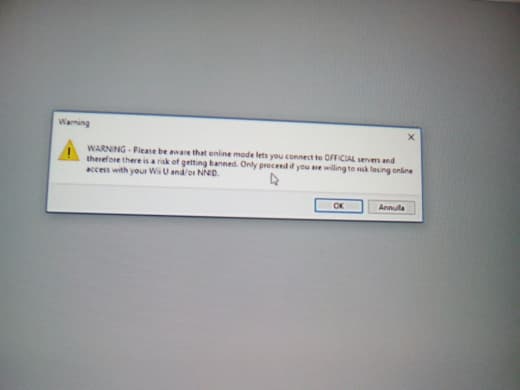 Warning
WARNING - Please be aware that online mode lets you connect to OFFICIAL servers and
therefore there is a risk of getting banned. Only proceed if you are willing to risk losing online
access with your Wii U and/or NNID.
OK
Annulla